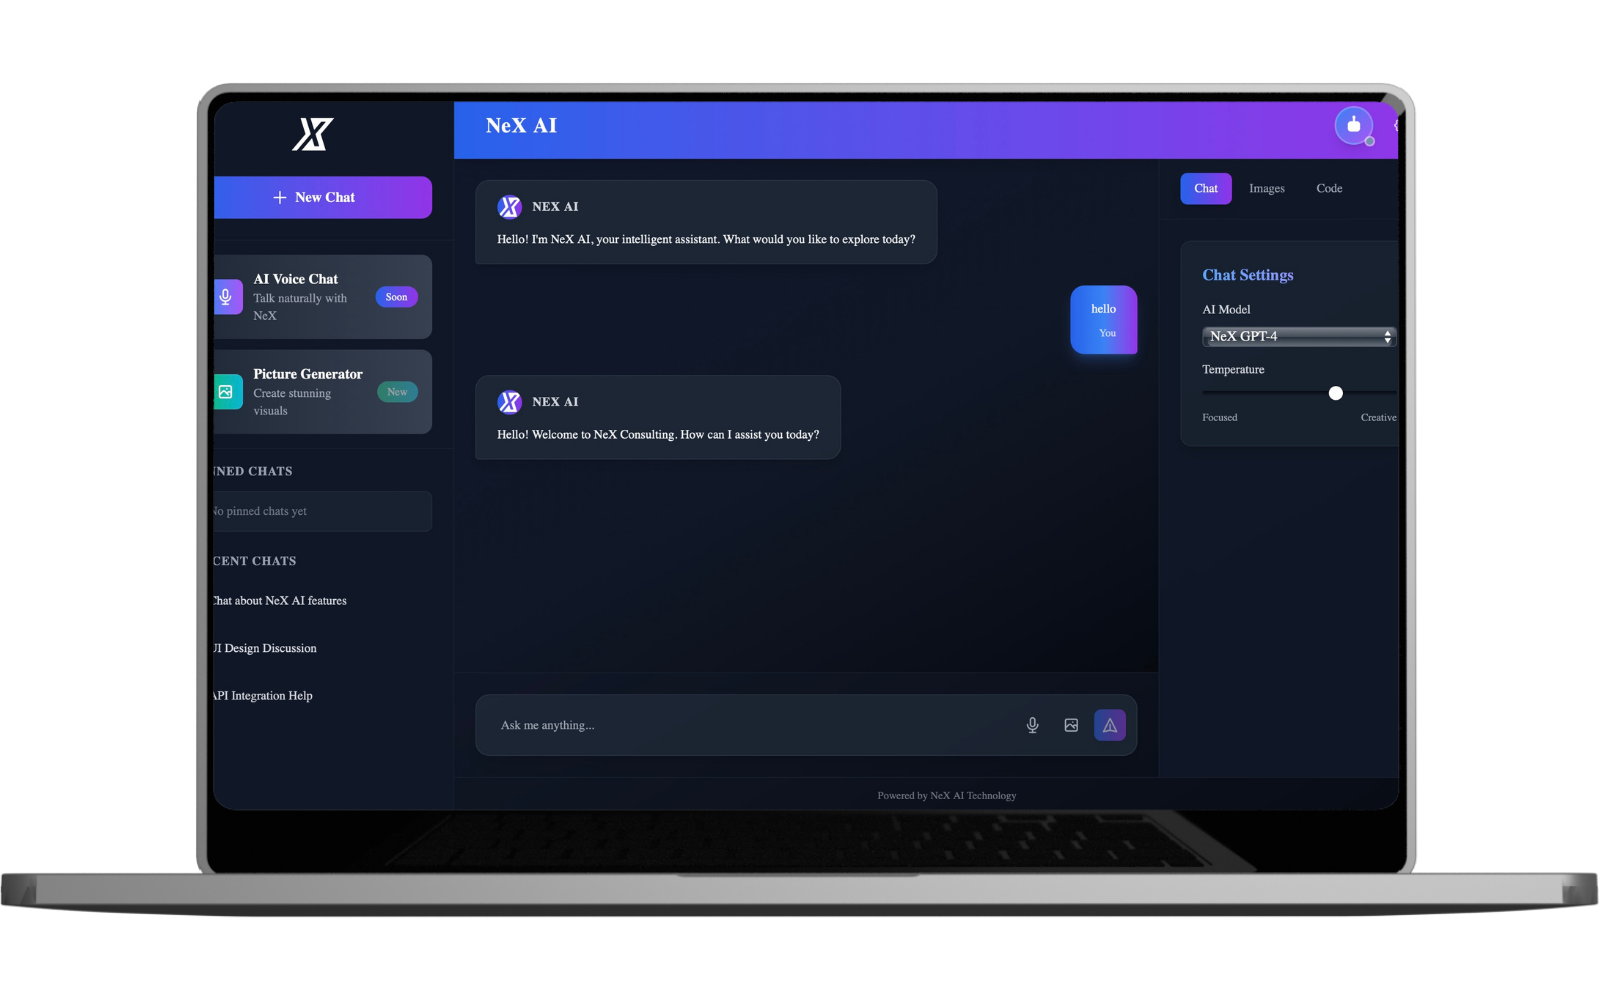 New Chat
AI Voice Chat
Talk naturally with
NeX
Soon
Picture Generator
Create stunning
visuals
New
NNED CHATS
No pinned chats yet
CENT CHATS
Chat about NeX AI features
UI Design Discussion
API Integration Help
NeX AI
NEX AI
Hello! I'm NeX AI, your intelligent assistant. What would you like to explore today?
hello
You
NEX AI
Hello! Welcome to NeX Consulting. How can I assist you today?
Ask me anything...
Powered by NeX AI Technology
Chat Images Code
Chat Settings
AI Model
NeX GPT-4
Temperature
Focused Creative